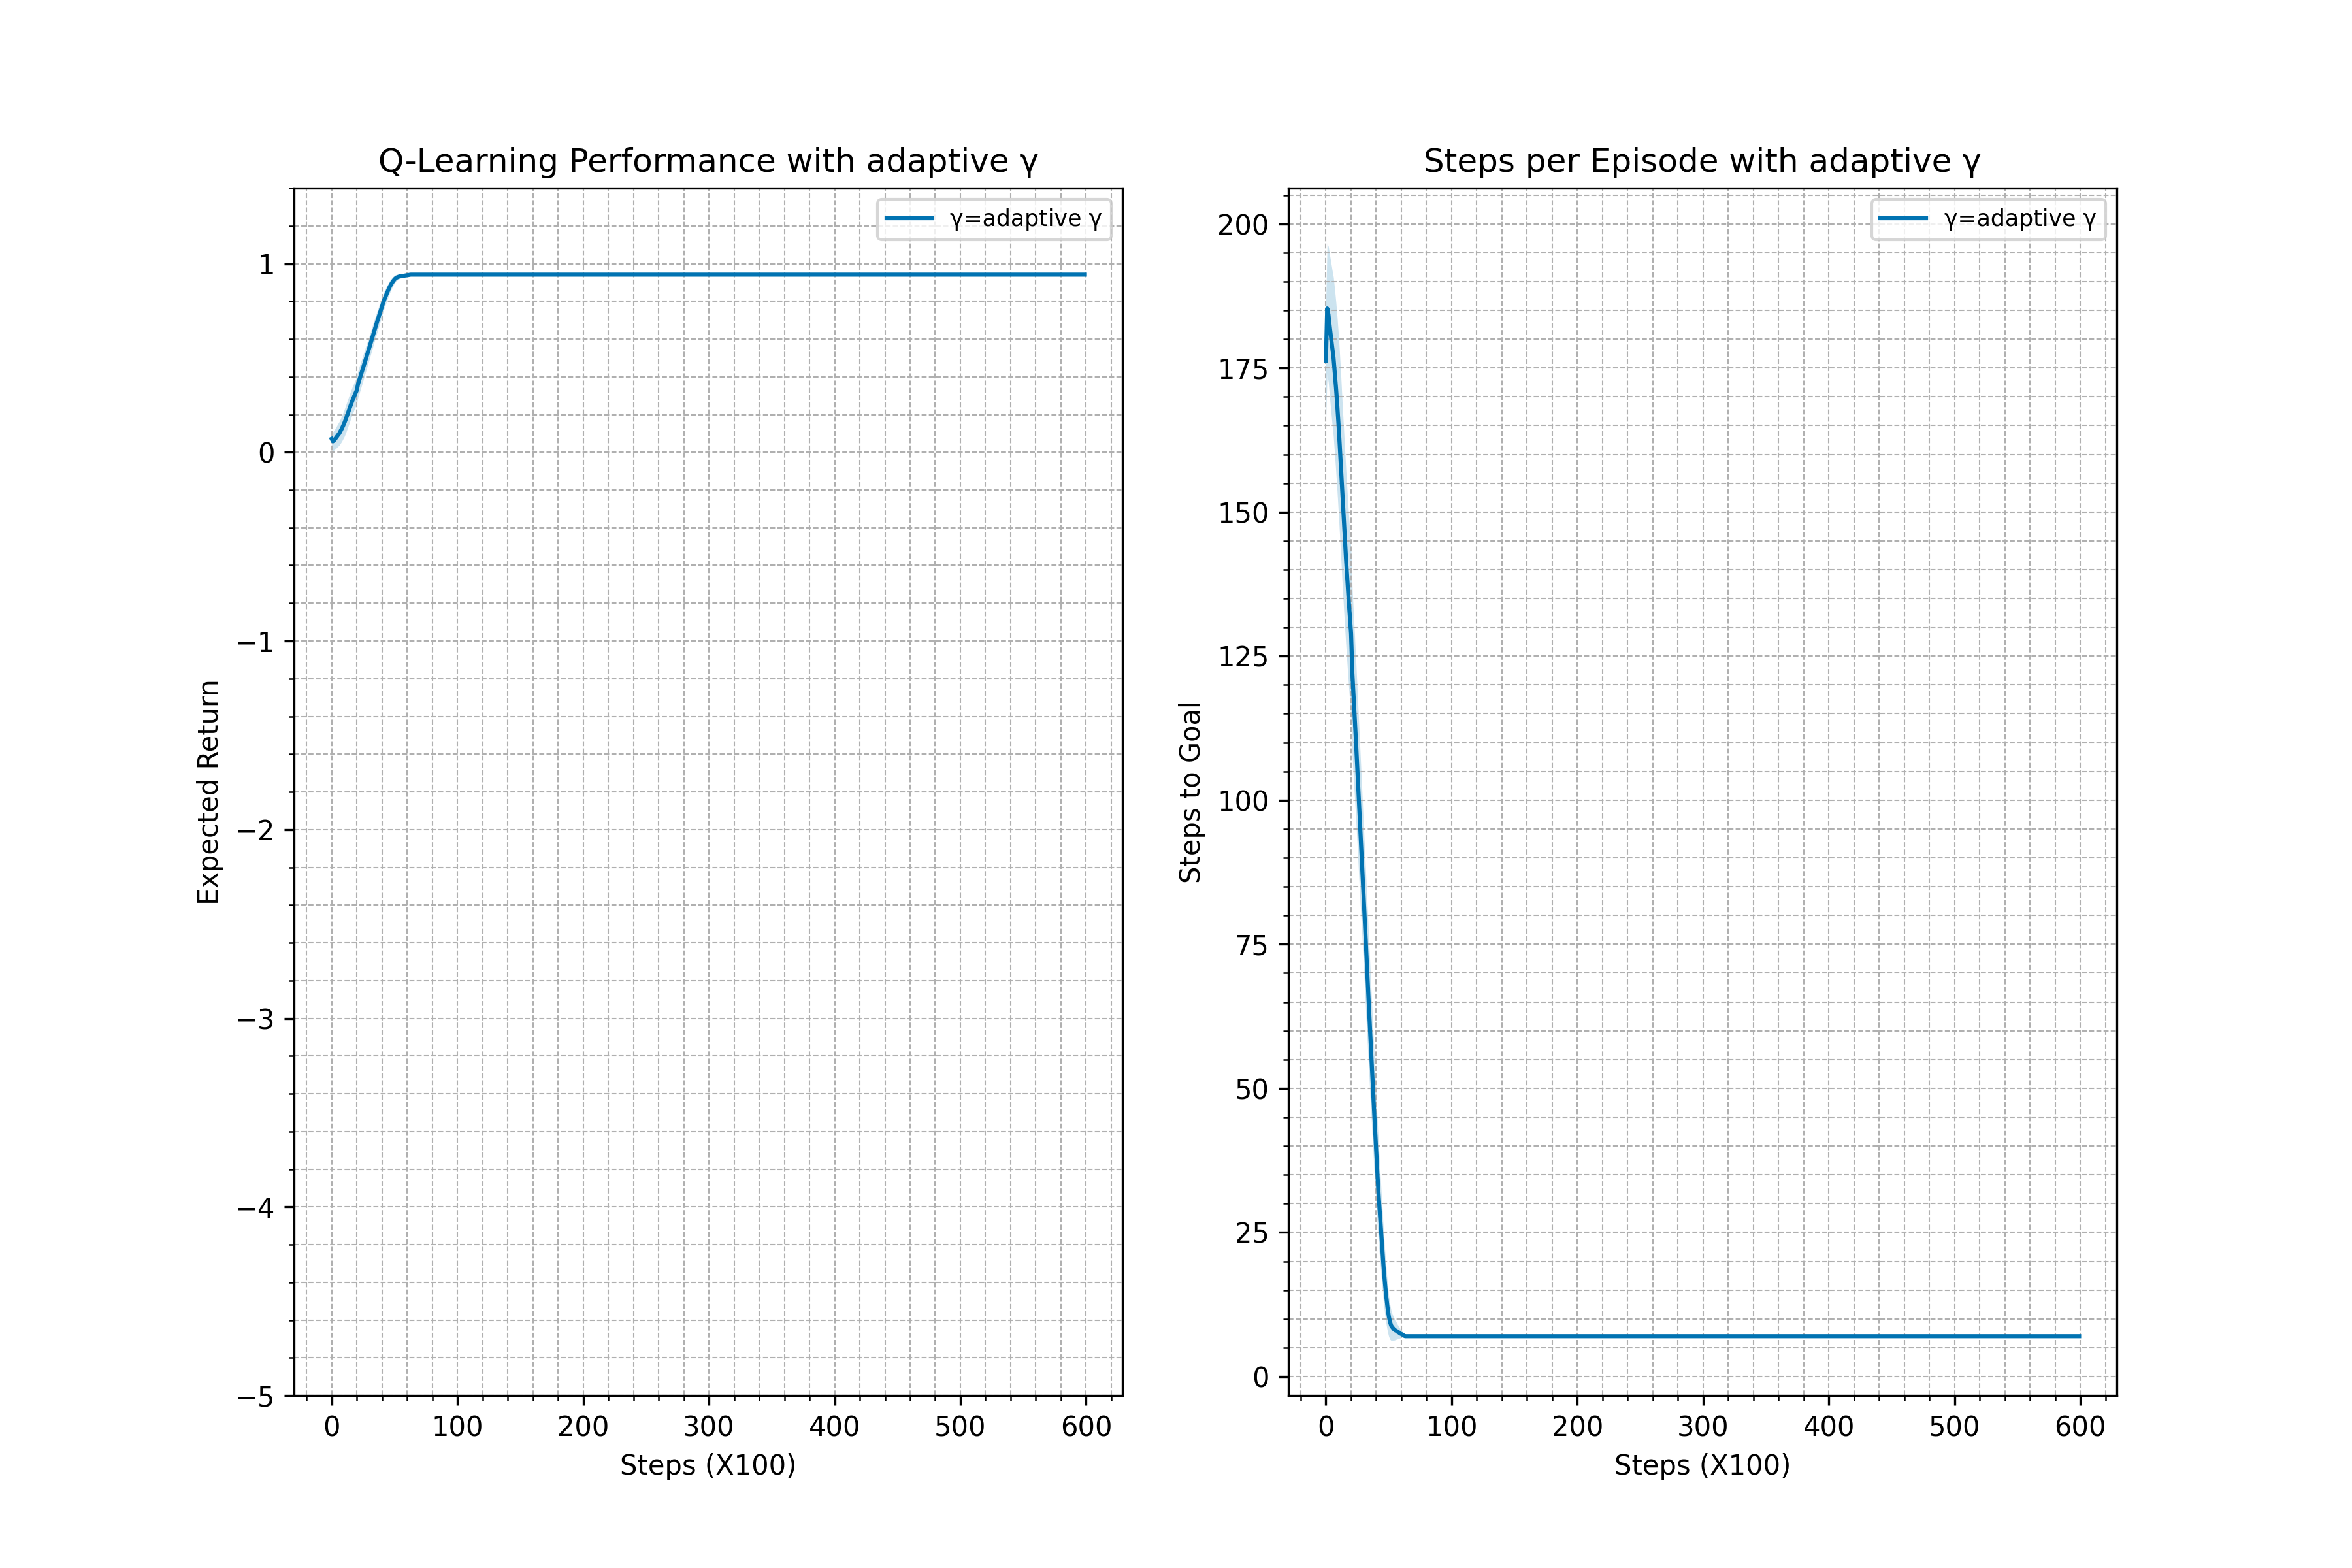 Q-Learning Performance with adaptive γ
γ=adaptive γ
1
0
−1
−2
−3
−4
−5
Expected Return
0 100 200 300 400 500 600
Steps (X100)
Steps per Episode with adaptive γ
γ=adaptive γ
200
175
150
125
100
75
50
25
0
Steps to Goal
0 100 200 300 400 500 600
Steps (X100)